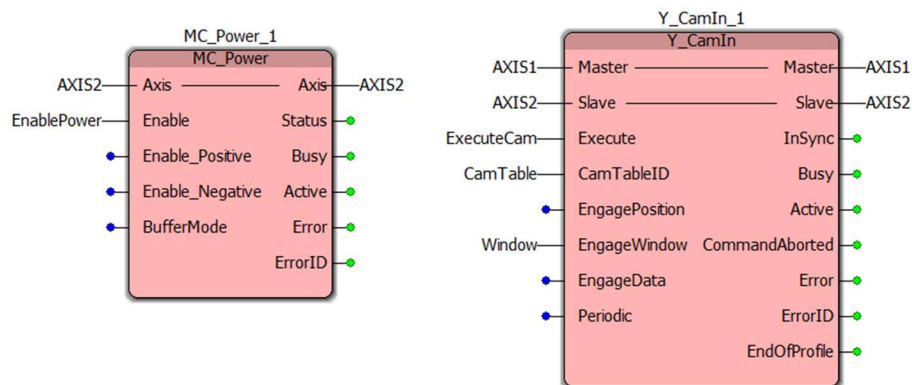 MC_Power_1
MC_Power
AXIS2 Axis Axis AXIS2
EnablePower Enable Status
Enable_Positive Busy
Enable_Negative Active
BufferMode Error
ErrorID
Y_CamIn_1
Y_CamIn
AXIS1 Master Master AXIS1
AXIS2 Slave Slave AXIS2
ExecuteCam Execute InSync
CamTable CamTableID Busy
EngagePosition Active
Window EngageWindow CommandAborted
EngageData Error
Periodic ErrorID
EndOfProfile